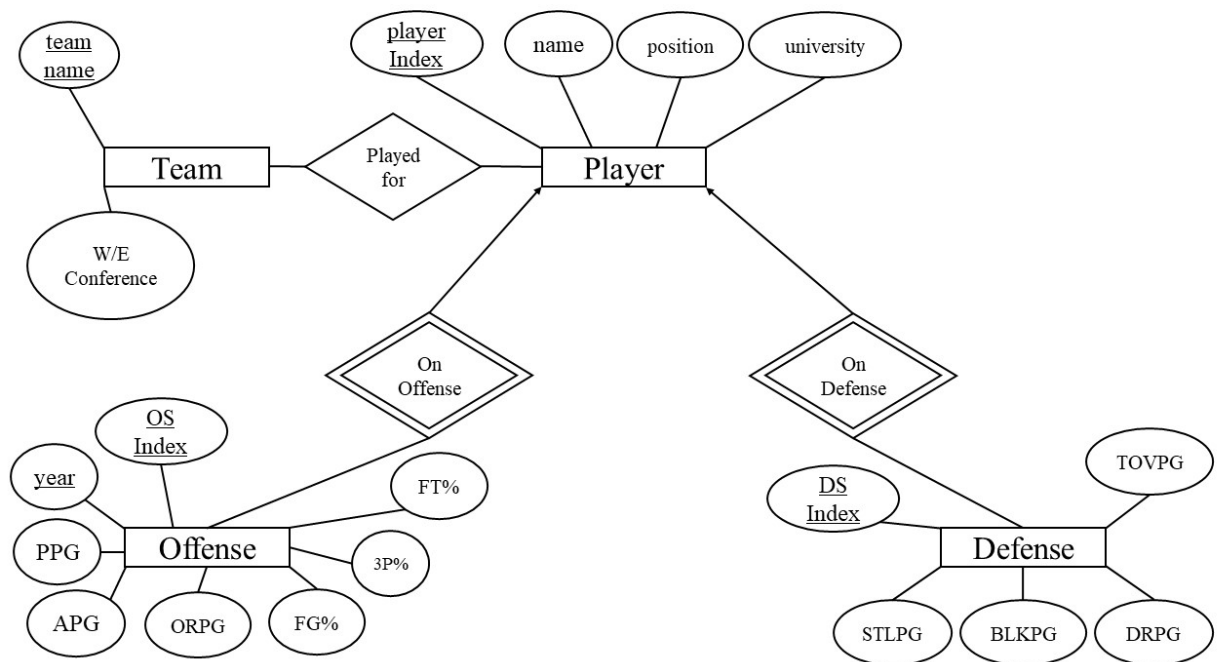 team
name
player
Index
name
position
university
Team
Played
for
Player
W/E
Conference
On
Offense
On
Defense
OS
Index
year
FT%
TOVPG
DS
Index
PPG
Offense
3P%
Defense
APG
ORPG
FG%
STLPG
BLKPG
DRPG